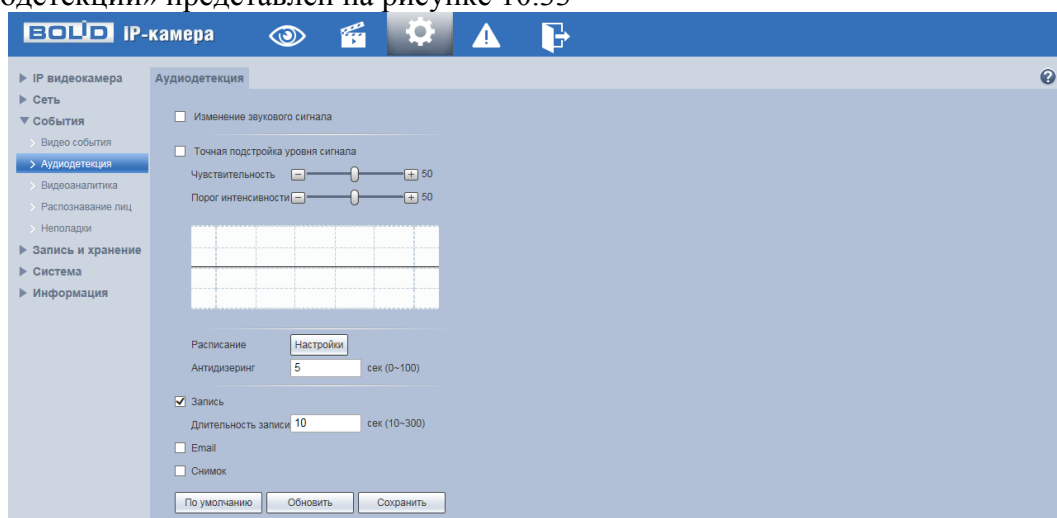 одетекции» представлен на рисунке 10.35
BOLID IP-камера
IP видеокамера
Сеть
События
Видео события
Аудиодетекция
Видеоаналитика
Распознавание лиц
Неполадки
Запись и хранение
Система
Информация
Аудиодетекция
Изменение звукового сигнала
Точная подстройка уровня сигнала
Чувствительность 50
Порог интенсивности 50
Расписание Настройки
Антидизеринг 5 сек (0~100)
Запись
Длительность записи 10 сек (10~300)
Email
Снимок
По умолчанию Обновить Сохранить